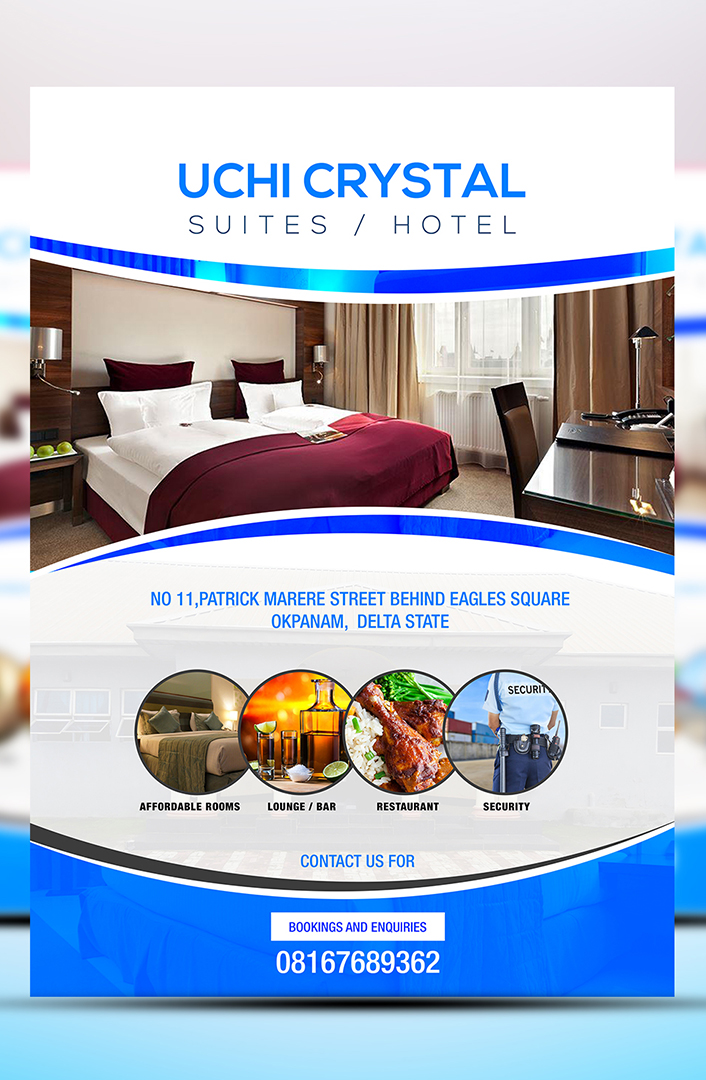 UCHI CRYSTAL
SUITES / HOTEL
NO 11,PATRICK MARERE STREET BEHIND EAGLES SQUARE
OKPANAM, DELTA STATE
SECURIT
AFFORDABLE ROOMS
LOUNGE / BAR
RESTAURANT
SECURITY
CONTACT US FOR
BOOKINGS AND ENQUIRIES
08167689362